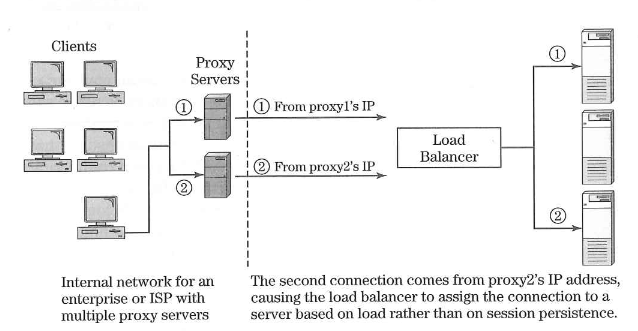 Clients
Proxy
Servers
①
① From proxy1's IP
①
Load
Balancer
② From proxy2's IP
②
②
Internal network for an
enterprise or ISP with
multiple proxy servers
The second connection comes from proxy2's IP address,
causing the load balancer to assign the connection to a
server based on load rather than on session persistence.